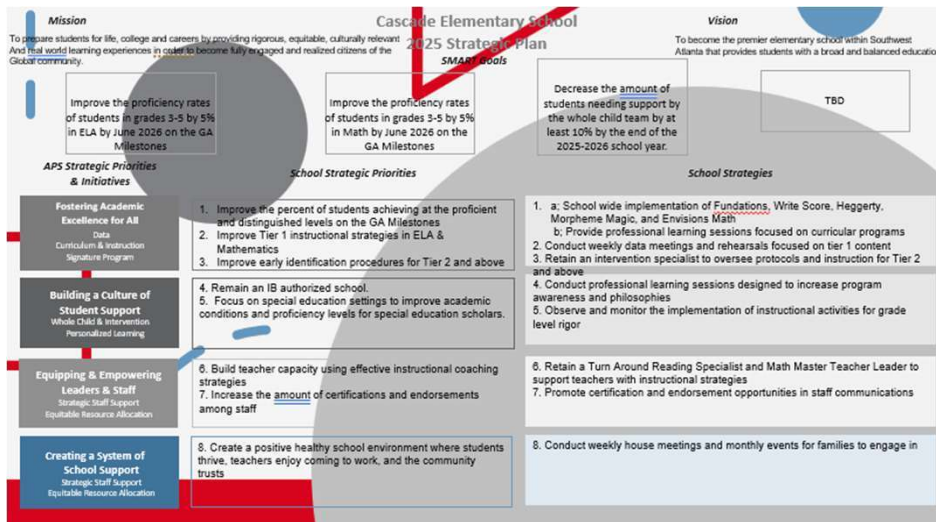 Cascade Elementary School
2025 Strategic Plan
Mission
To prepare students for life, college and careers by providing rigorous, equitable, culturally relevant
And real world learning experiences in order to become fully engaged and realized citizens of the
Global community.
Vision
To become the premier elementary school within Southwest
Atlanta that provides students with a broad and balanced educatio
SMART Goals
Improve the proficiency rates
of students in grades 3-5 by 5%
in ELA by June 2026 on the GA
Milestones
Improve the proficiency rates
of students in grades 3-5 by 5%
in Math by June 2026 on the
GA Milestones
Decrease the amount of
students needing support by
the whole child team by at
least 10% by the end of the
2025-2026 school year.
TBD
APS Strategic Priorities
& Initiatives
School Strategic Priorities
School Strategies
Fostering Academic
Excellence for All
Data
Curriculum & Instruction
Signature Program
1. Improve the percent of students achieving at the proficient
and distinguished levels on the GA Milestones
2. Improve Tier 1 instructional strategies in ELA &
Mathematics
3. Improve early identification procedures for Tier 2 and above
1. a; School wide implementation of Fundations, Write Score, Heggerty,
Morpheme Magic, and Envisions Math
b; Provide professional learning sessions focused on curricular programs
2. Conduct weekly data meetings and rehearsals focused on tier 1 content
3. Retain an intervention specialist to oversee protocols and instruction for Tier 2
and above
Building a Culture of
Student Support
Whole Child & Intervention
Personalized Learning
4. Remain an IB authorized school.
5. Focus on special education settings to improve academic
conditions and proficiency levels for special education scholars.
4. Conduct professional learning sessions designed to increase program
awareness and philosophies
5. Observe and monitor the implementation of instructional activities for grade
level rigor
Equipping & Empowering
Leaders & Staff
Strategic Staff Support
Equitable Resource Allocation
6. Build teacher capacity using effective instructional coaching
strategies
7. Increase the amount of certifications and endorsements
among staff
6. Retain a Turn Around Reading Specialist and Math Master Teacher Leader to
support teachers with instructional strategies
7. Promote certification and endorsement opportunities in staff communications
Creating a System of
School Support
Strategic Staff Support
Equitable Resource Allocation
8. Create a positive healthy school environment where students
thrive, teachers enjoy coming to work, and the community
trusts
8. Conduct weekly house meetings and monthly events for families to engage in